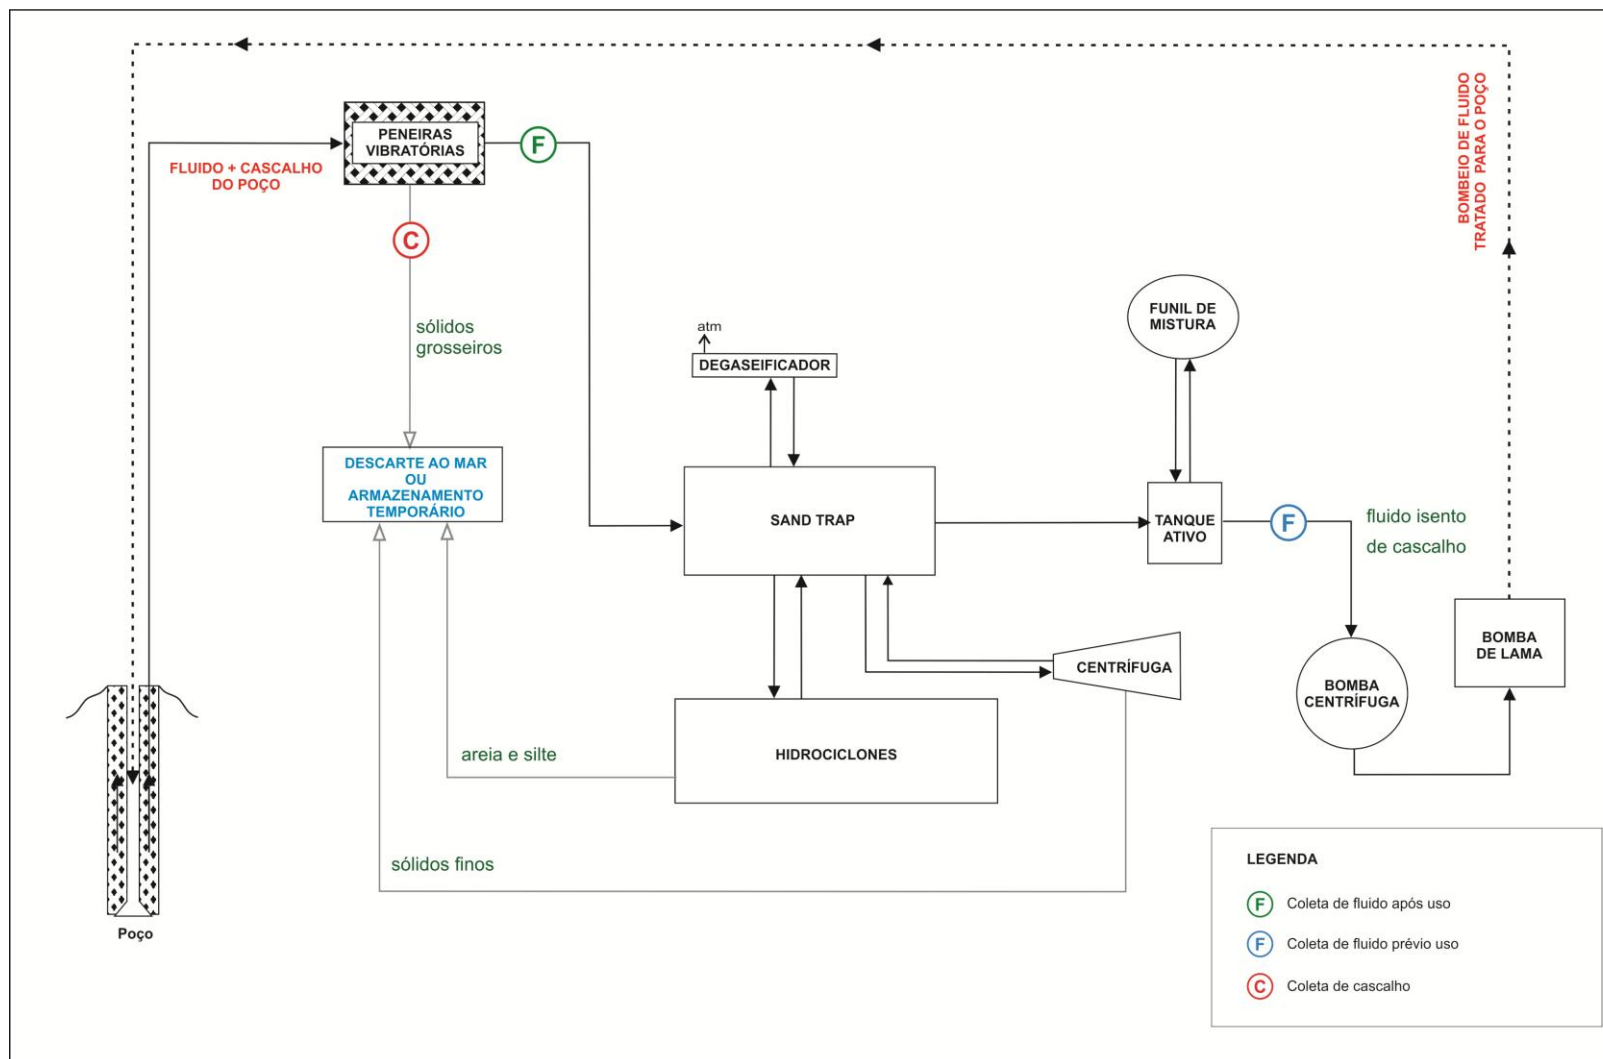 PENEIRAS
VIBRATÓRIAS
F
FLUIDO + CASCALHO
DO POÇO
BOMBEIO DE FLUIDO
TRATADO PARA O POÇO
C
sólidos
grosseiros
atm
DEGASEIFICADOR
FUNIL DE
MISTURA
DESCARTE AO MAR
OU
ARMAZENAMENTO
TEMPORÁRIO
SAND TRAP
TANQUE
ATIVO
F
fluido isento
de cascalho
BOMBA
DE LAMA
CENTRÍFUGA
BOMBA
CENTRÍFUGA
HIDROCICLONES
areia e silte
sólidos finos
Poço
LEGENDA
F Coleta de fluido após uso
F Coleta de fluido prévio uso
C Coleta de cascalho